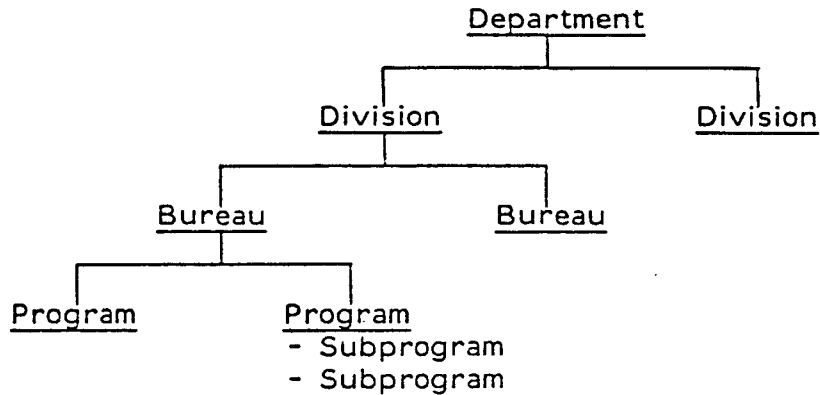 Department
Division Division
Bureau Bureau
Program Program
- Subprogram
- Subprogram